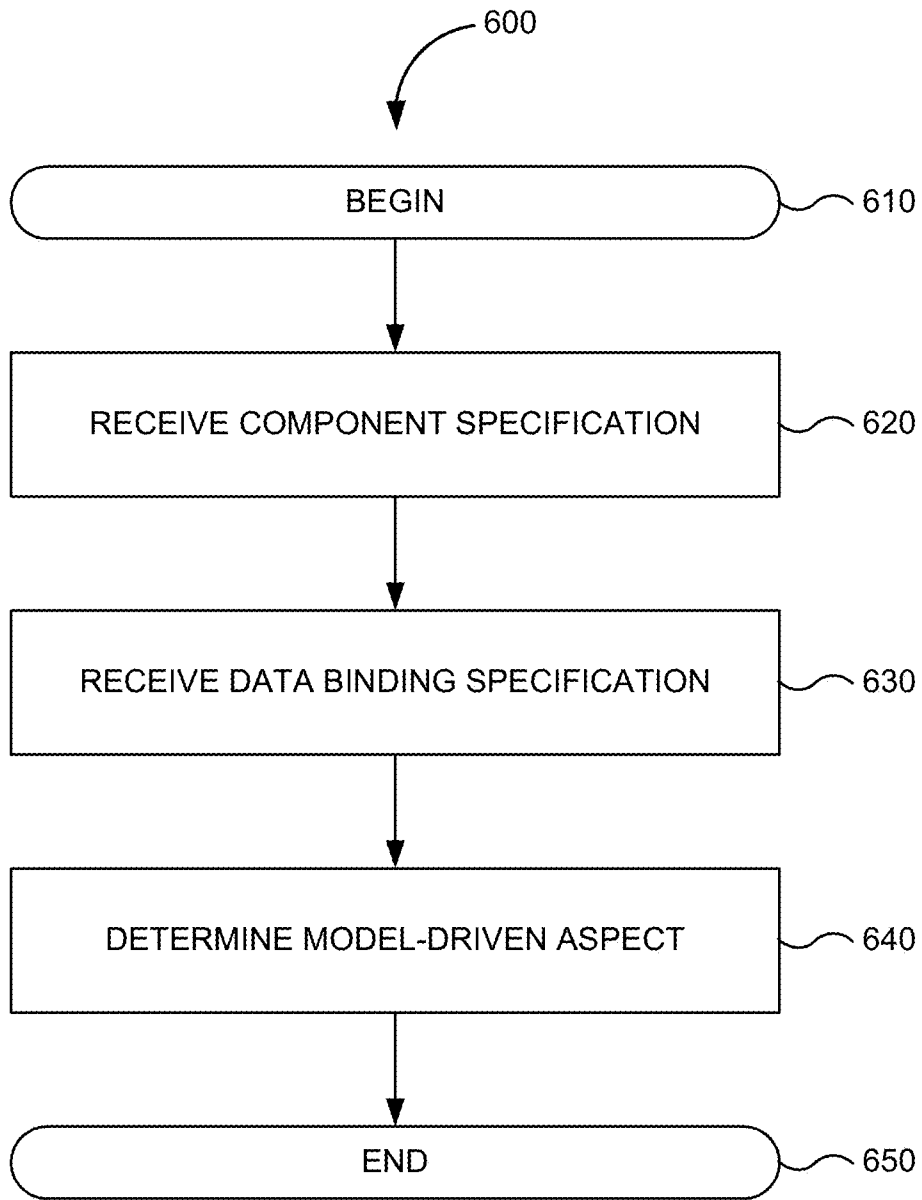 600
BEGIN
610
RECEIVE COMPONENT SPECIFICATION
620
RECEIVE DATA BINDING SPECIFICATION
630
DETERMINE MODEL-DRIVEN ASPECT
640
END
650